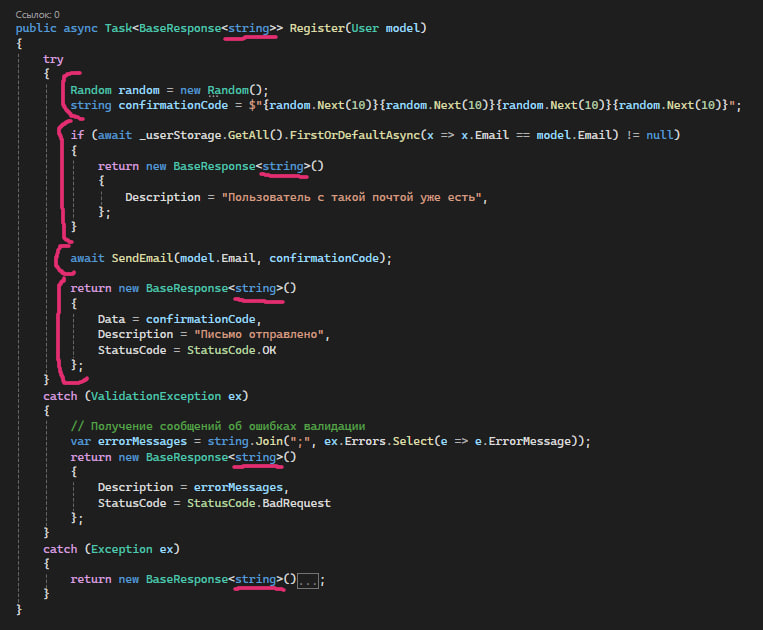 Ссылок: 0
public async Task<BaseResponse<string>> Register(User model)
{
try
{
Random random = new Random();
string confirmationCode = $"{random.Next(10)}{random.Next(10)}{random.Next(10)}{random.Next(10)}";
if (await _userStorage.GetAll().FirstOrDefaultAsync(x => x.Email == model.Email) != null)
{
return new BaseResponse<string>()
{
Description = "Пользователь с такой почтой уже есть",
};
}
await SendEmail(model.Email, confirmationCode);
return new BaseResponse<string>()
{
Data = confirmationCode,
Description = "Письмо отправлено",
StatusCode = StatusCode.OK
};
}
catch (ValidationException ex)
{
// Получение сообщений об ошибках валидации
var errorMessages = string.Join(";", ex.Errors.Select(e => e.ErrorMessage));
return new BaseResponse<string>()
{
Description = errorMessages,
StatusCode = StatusCode.BadRequest
};
}
catch (Exception ex)
{
return new BaseResponse<string>()...;
}
}